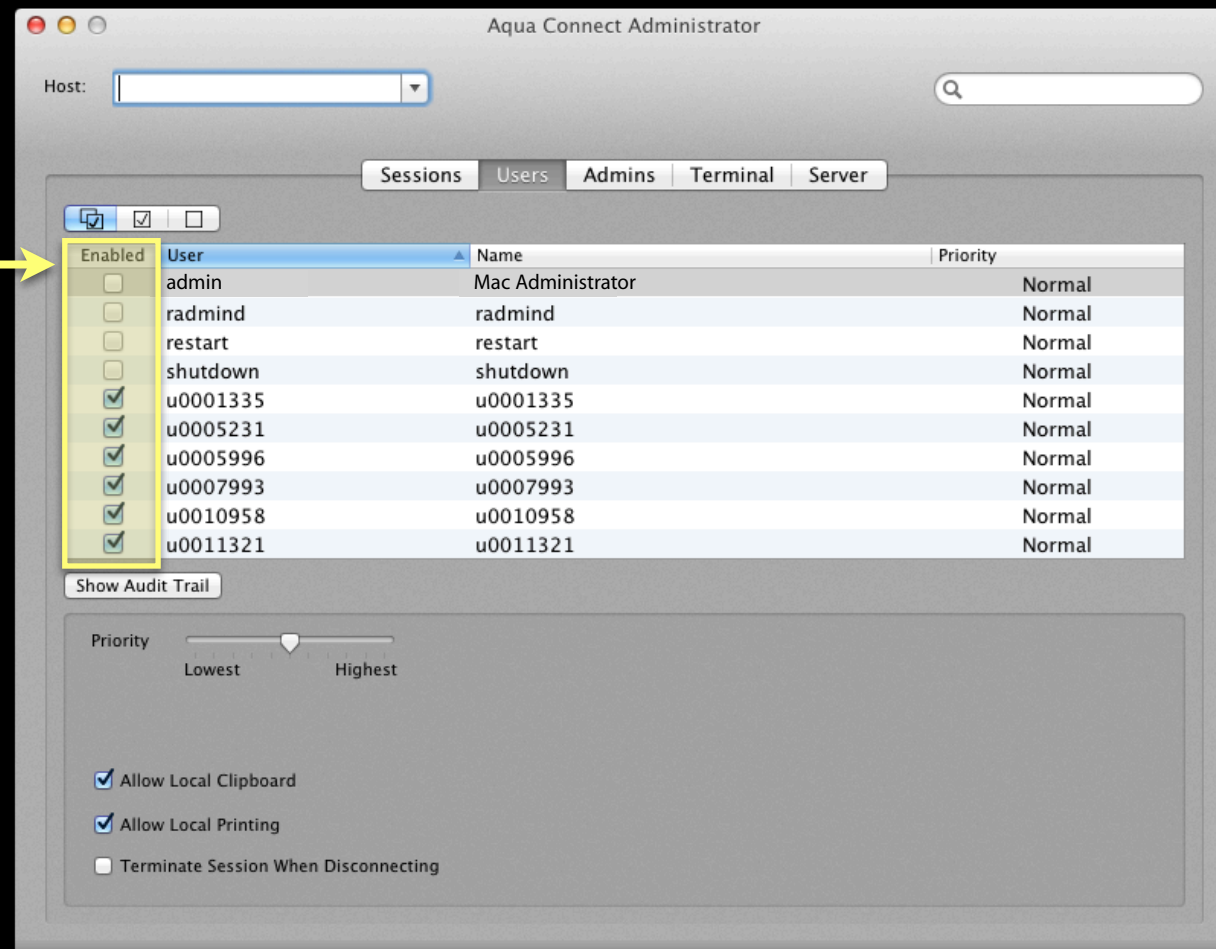 Aqua Connect Administrator
Host:
Sessions Users Admins Terminal Server
Enabled User Name Priority
admin Mac Administrator Normal
radmind radmind Normal
restart restart Normal
shutdown shutdown Normal
u0001335 u0001335 Normal
u0005231 u0005231 Normal
u0005996 u0005996 Normal
u0007993 u0007993 Normal
u0010958 u0010958 Normal
u0011321 u0011321 Normal
Show Audit Trail
Priority
Lowest Highest
Allow Local Clipboard
Allow Local Printing
Terminate Session When Disconnecting